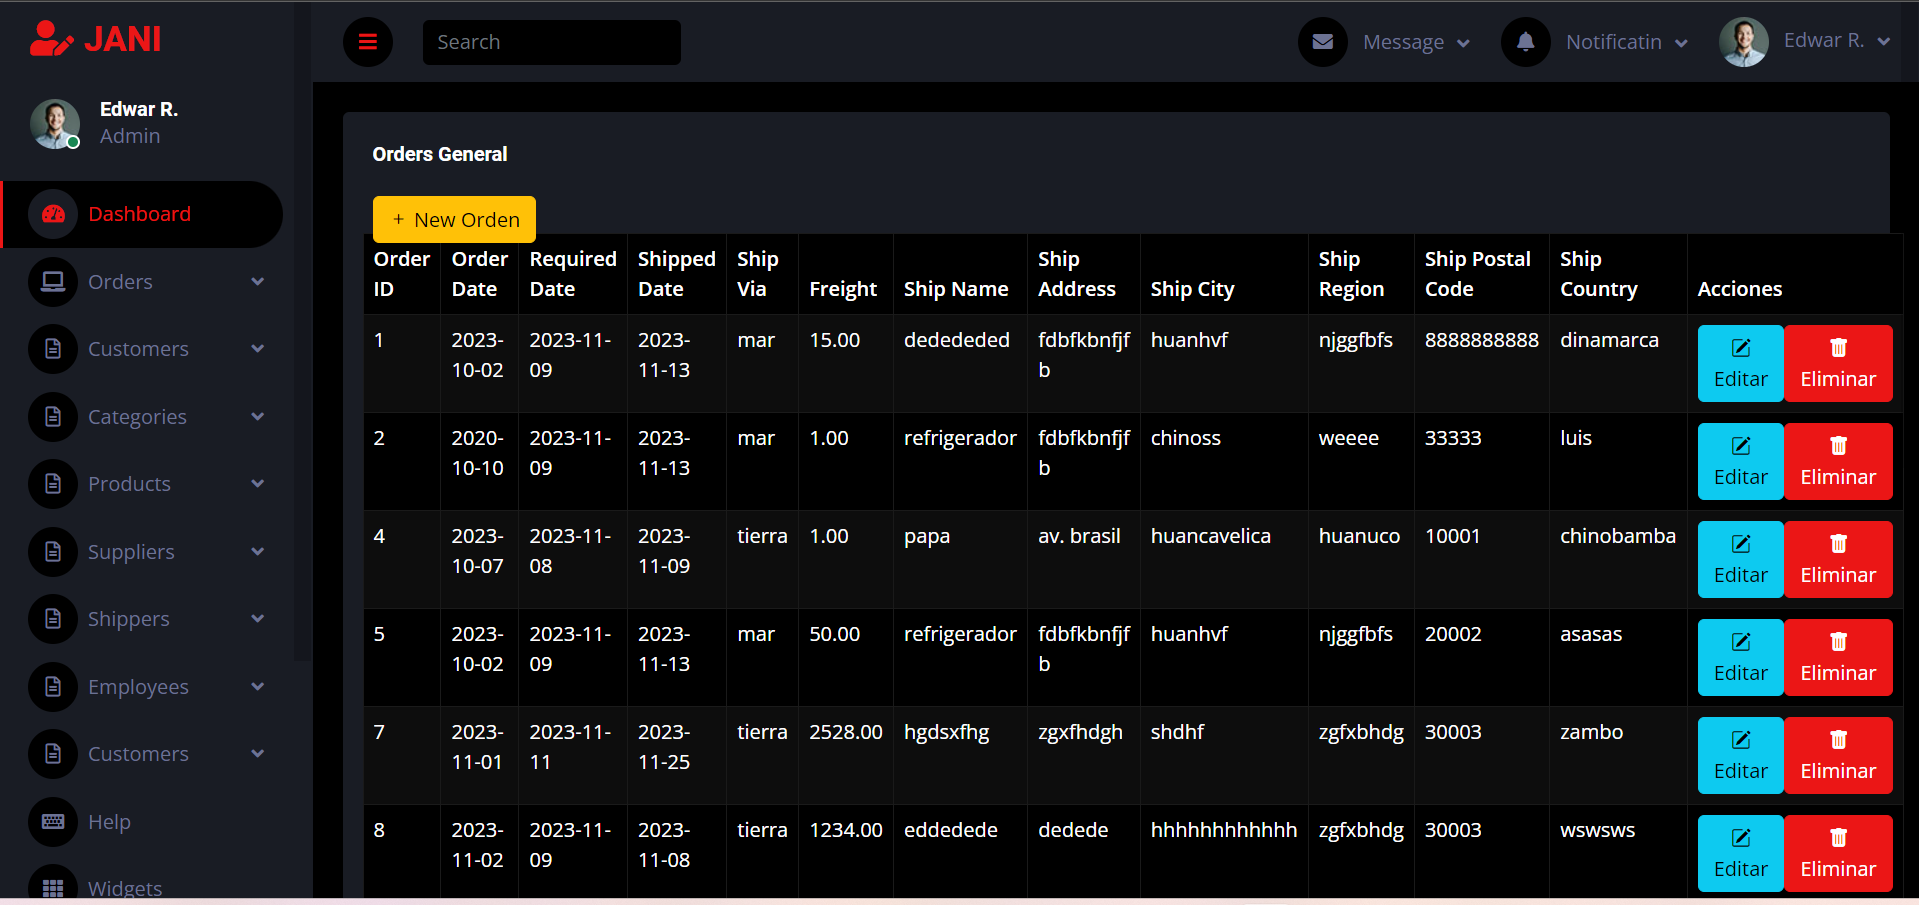 JANI
Search
Message
Notificatin
Edwar R.
Edwar R.
Admin
Dashboard
Orders
Customers
Categories
Products
Suppliers
Shippers
Employees
Customers
Help
Widgets
Orders General
+ New Orden
Order ID Order Date Required Date Shipped Date Ship Via Freight Ship Name Ship Address Ship City Ship Region Ship Postal Code Ship Country Acciones
1 2023-10-02 2023-11-09 2023-11-13 mar 15.00 dedededed fdbfkbnfjfb huanhvf njggfbfs 8888888888 dinamarca Editar Eliminar
2 2020-10-10 2023-11-09 2023-11-13 mar 1.00 refrigerador fdbfkbnfjfb chinoss weeee 33333 luis Editar Eliminar
4 2023-10-07 2023-11-08 2023-11-09 tierra 1.00 papa av. brasil huancavelica huanuco 10001 chinobamba Editar Eliminar
5 2023-10-02 2023-11-09 2023-11-13 mar 50.00 refrigerador fdbfkbnfjfb huanhvf njggfbfs 20002 asasas Editar Eliminar
7 2023-11-01 2023-11-11 2023-11-25 tierra 2528.00 hgdsxfhg zgxfhdgh shdhf zgfxbhdg 30003 zambo Editar Eliminar
8 2023-11-02 2023-11-09 2023-11-08 tierra 1234.00 eddedede dedede hhhhhhhhhhhh zgfxbhdg 30003 wswsws Editar Eliminar